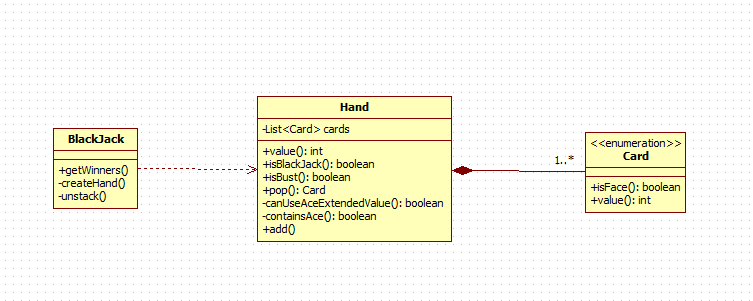 BlackJack
+getWinners()
-createHand()
-unstack()
Hand
-List<Card> cards
+value(): int
+isBlackJack(): boolean
+isBust(): boolean
+pop(): Card
-canUseAceExtendedValue(): boolean
-containsAce(): boolean
+add()
1..*
<<enumeration>>
Card
+isFace(): boolean
+value(): int